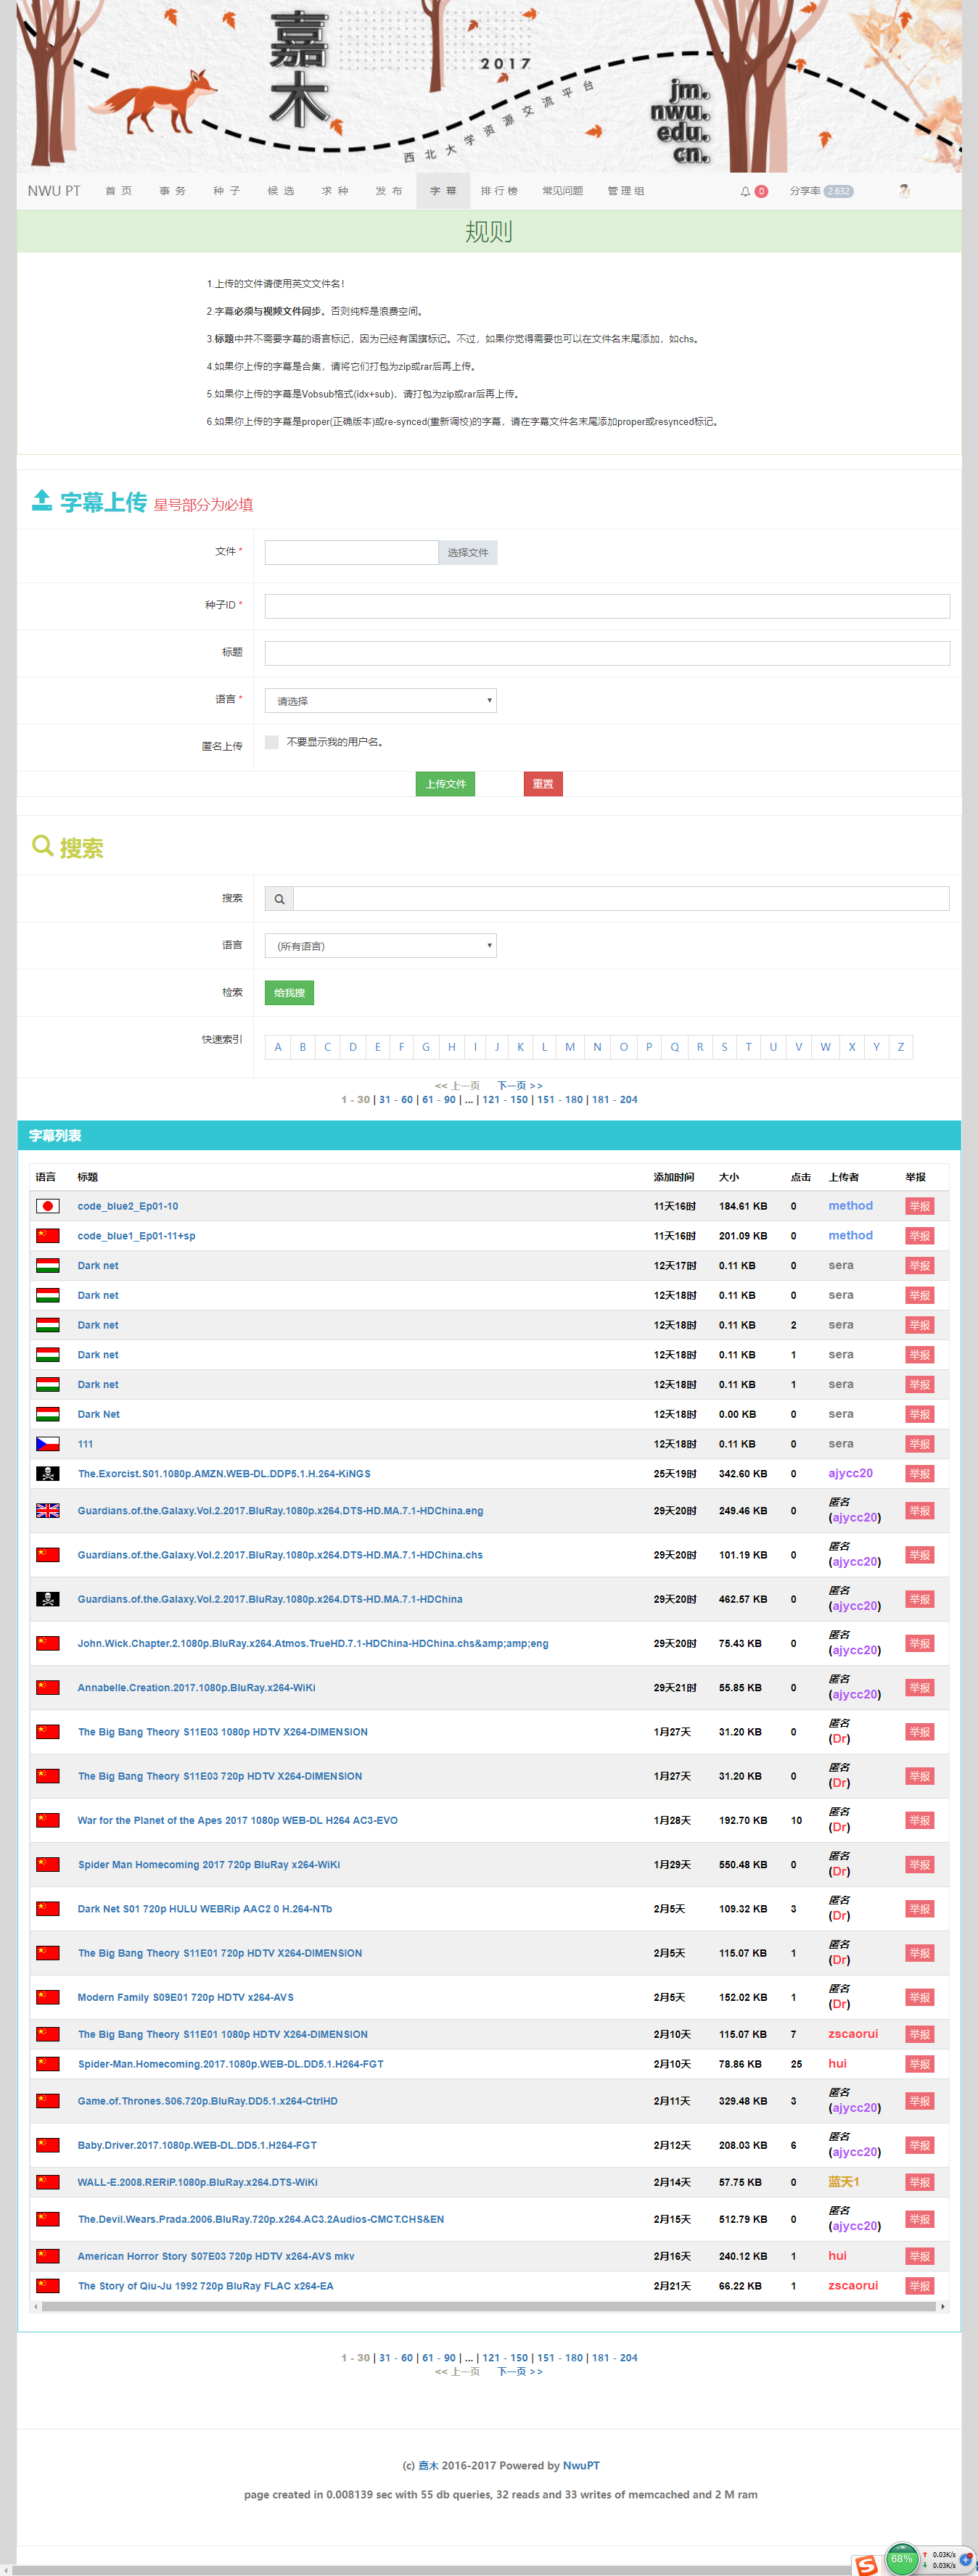 嘉木
2017
西北大学资源交流平台
jm.
nwu.
edu.
cn.
NWU PT 首 页 事 务 种 子 候 选 求 种 发 布 字 幕 排 行 榜 常见问题 管 理 组 0 分享率 2.632
规则
1.上传的文件请使用英文文件名!
2.字幕必须与视频文件同步。否则纯粹是浪费空间。
3.标题中并不需要字幕的语言标记，因为已经有国旗标记。不过，如果你觉得需要也可以在文件名末尾添加，如chs。
4.如果你上传的字幕是合集，请将它们打包为zip或rar后再上传。
5.如果你上传的字幕是Vobsub格式(idx+sub)，请打包为zip或rar后再上传。
6.如果你上传的字幕是proper(正确版本)或re-synced(重新调校)的字幕，请在字幕文件名末尾添加proper或resynced标记。
字幕上传 星号部分为必填
文件 * 选择文件
种子ID *
标题
语言 * 请选择
匿名上传 不要显示我的用户名。
上传文件 重置
搜索
搜索
语言 (所有语言)
检索 给我搜
快速索引 A B C D E F G H I J K L M N O P Q R S T U V W X Y Z
<< 上一页 下一页 >>
1 - 30 | 31 - 60 | 61 - 90 | ... | 121 - 150 | 151 - 180 | 181 - 204
字幕列表
语言 标题 添加时间 大小 点击 上传者 举报
code_blue2_Ep01-10 11天16时 184.61 KB 0 method 举报
code_blue1_Ep01-11+sp 11天16时 201.09 KB 0 method 举报
Dark net 12天17时 0.11 KB 0 sera 举报
Dark net 12天18时 0.11 KB 0 sera 举报
Dark net 12天18时 0.11 KB 2 sera 举报
Dark net 12天18时 0.11 KB 1 sera 举报
Dark net 12天18时 0.11 KB 1 sera 举报
Dark Net 12天18时 0.00 KB 0 sera 举报
111 12天18时 0.11 KB 0 sera 举报
The.Exorcist.S01.1080p.AMZN.WEB-DL.DDP5.1.H.264-KiNGS 25天19时 342.60 KB 0 ajycc20 举报
Guardians.of.the.Galaxy.Vol.2.2017.BluRay.1080p.x264.DTS-HD.MA.7.1-HDChina.eng 29天20时 249.46 KB 0 匿名 (ajycc20) 举报
Guardians.of.the.Galaxy.Vol.2.2017.BluRay.1080p.x264.DTS-HD.MA.7.1-HDChina.chs 29天20时 101.19 KB 0 匿名 (ajycc20) 举报
Guardians.of.the.Galaxy.Vol.2.2017.BluRay.1080p.x264.DTS-HD.MA.7.1-HDChina 29天20时 462.57 KB 0 匿名 (ajycc20) 举报
John.Wick.Chapter.2.1080p.BluRay.x264.Atmos.TrueHD.7.1-HDChina-HDChina.chs&amp;amp;eng 29天20时 75.43 KB 0 匿名 (ajycc20) 举报
Annabelle.Creation.2017.1080p.BluRay.x264-WiKi 29天21时 55.85 KB 0 匿名 (ajycc20) 举报
The Big Bang Theory S11E03 1080p HDTV X264-DIMENSION 1月27天 31.20 KB 0 匿名 (Dr) 举报
The Big Bang Theory S11E03 720p HDTV X264-DIMENSION 1月27天 31.20 KB 0 匿名 (Dr) 举报
War for the Planet of the Apes 2017 1080p WEB-DL H264 AC3-EVO 1月28天 192.70 KB 10 匿名 (Dr) 举报
Spider Man Homecoming 2017 720p BluRay x264-WiKi 1月29天 550.48 KB 0 匿名 (Dr) 举报
Dark Net S01 720p HULU WEBRip AAC2 0 H.264-NTb 2月5天 109.32 KB 3 匿名 (Dr) 举报
The Big Bang Theory S11E01 720p HDTV X264-DIMENSION 2月5天 115.07 KB 1 匿名 (Dr) 举报
Modern Family S09E01 720p HDTV x264-AVS 2月5天 152.02 KB 1 匿名 (Dr) 举报
The Big Bang Theory S11E01 1080p HDTV X264-DIMENSION 2月10天 115.07 KB 7 zscaorui 举报
Spider-Man.Homecoming.2017.1080p.WEB-DL.DD5.1.H264-FGT 2月10天 78.86 KB 25 hui 举报
Game.of.Thrones.S06.720p.BluRay.DD5.1.x264-CtrlHD 2月11天 329.48 KB 3 匿名 (ajycc20) 举报
Baby.Driver.2017.1080p.WEB-DL.DD5.1.H264-FGT 2月12天 208.03 KB 6 匿名 (ajycc20) 举报
WALL-E.2008.RERiP.1080p.BluRay.x264.DTS-WiKi 2月14天 57.75 KB 0 蓝天1 举报
The.Devil.Wears.Prada.2006.BluRay.720p.x264.AC3.2Audios-CMCT.CHS&EN 2月15天 512.79 KB 0 匿名 (ajycc20) 举报
American Horror Story S07E03 720p HDTV x264-AVS mkv 2月16天 240.12 KB 1 hui 举报
The Story of Qiu-Ju 1992 720p BluRay FLAC x264-EA 2月21天 66.22 KB 1 zscaorui 举报
1 - 30 | 31 - 60 | 61 - 90 | ... | 121 - 150 | 151 - 180 | 181 - 204
<< 上一页 下一页 >>
(c) 嘉木 2016-2017 Powered by NwuPT
page created in 0.008139 sec with 55 db queries, 32 reads and 33 writes of memcached and 2 M ram
S 68% 0.03K/s
0.03K/s